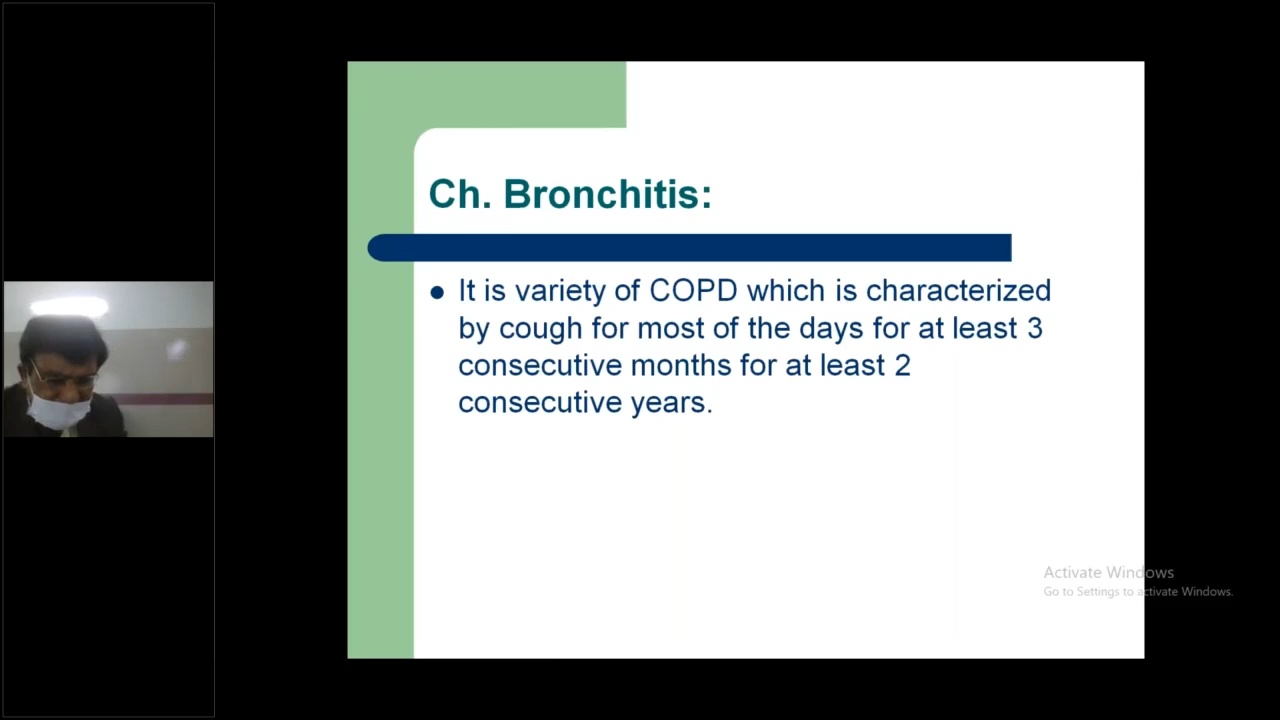 Ch. Bronchitis:
● It is variety of COPD which is characterized
by cough for most of the days for at least 3
consecutive months for at least 2
consecutive years.
Activate Windows
Go to Settings to activate Windows.